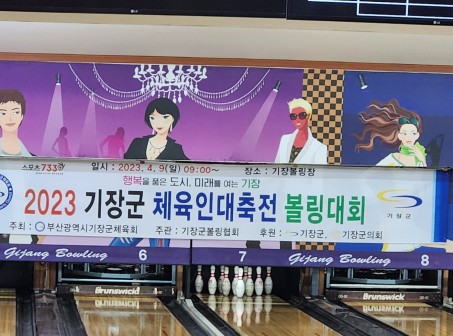 스포츠733 일시 : 2023. 4. 9(일) 09:00~ 장소 : 기장볼링장
행복을 품은 도시, 미래를 여는 기장
2023 기장군 체육인대축전 볼링대회
기장군
주최 : 부산광역시기장군체육회 주관 : 기장군볼링협회 후원 : 기장군, 기장군의회
Gijang Bowling 6 7 Gijang Bowling 8
Brunswick Brunswick